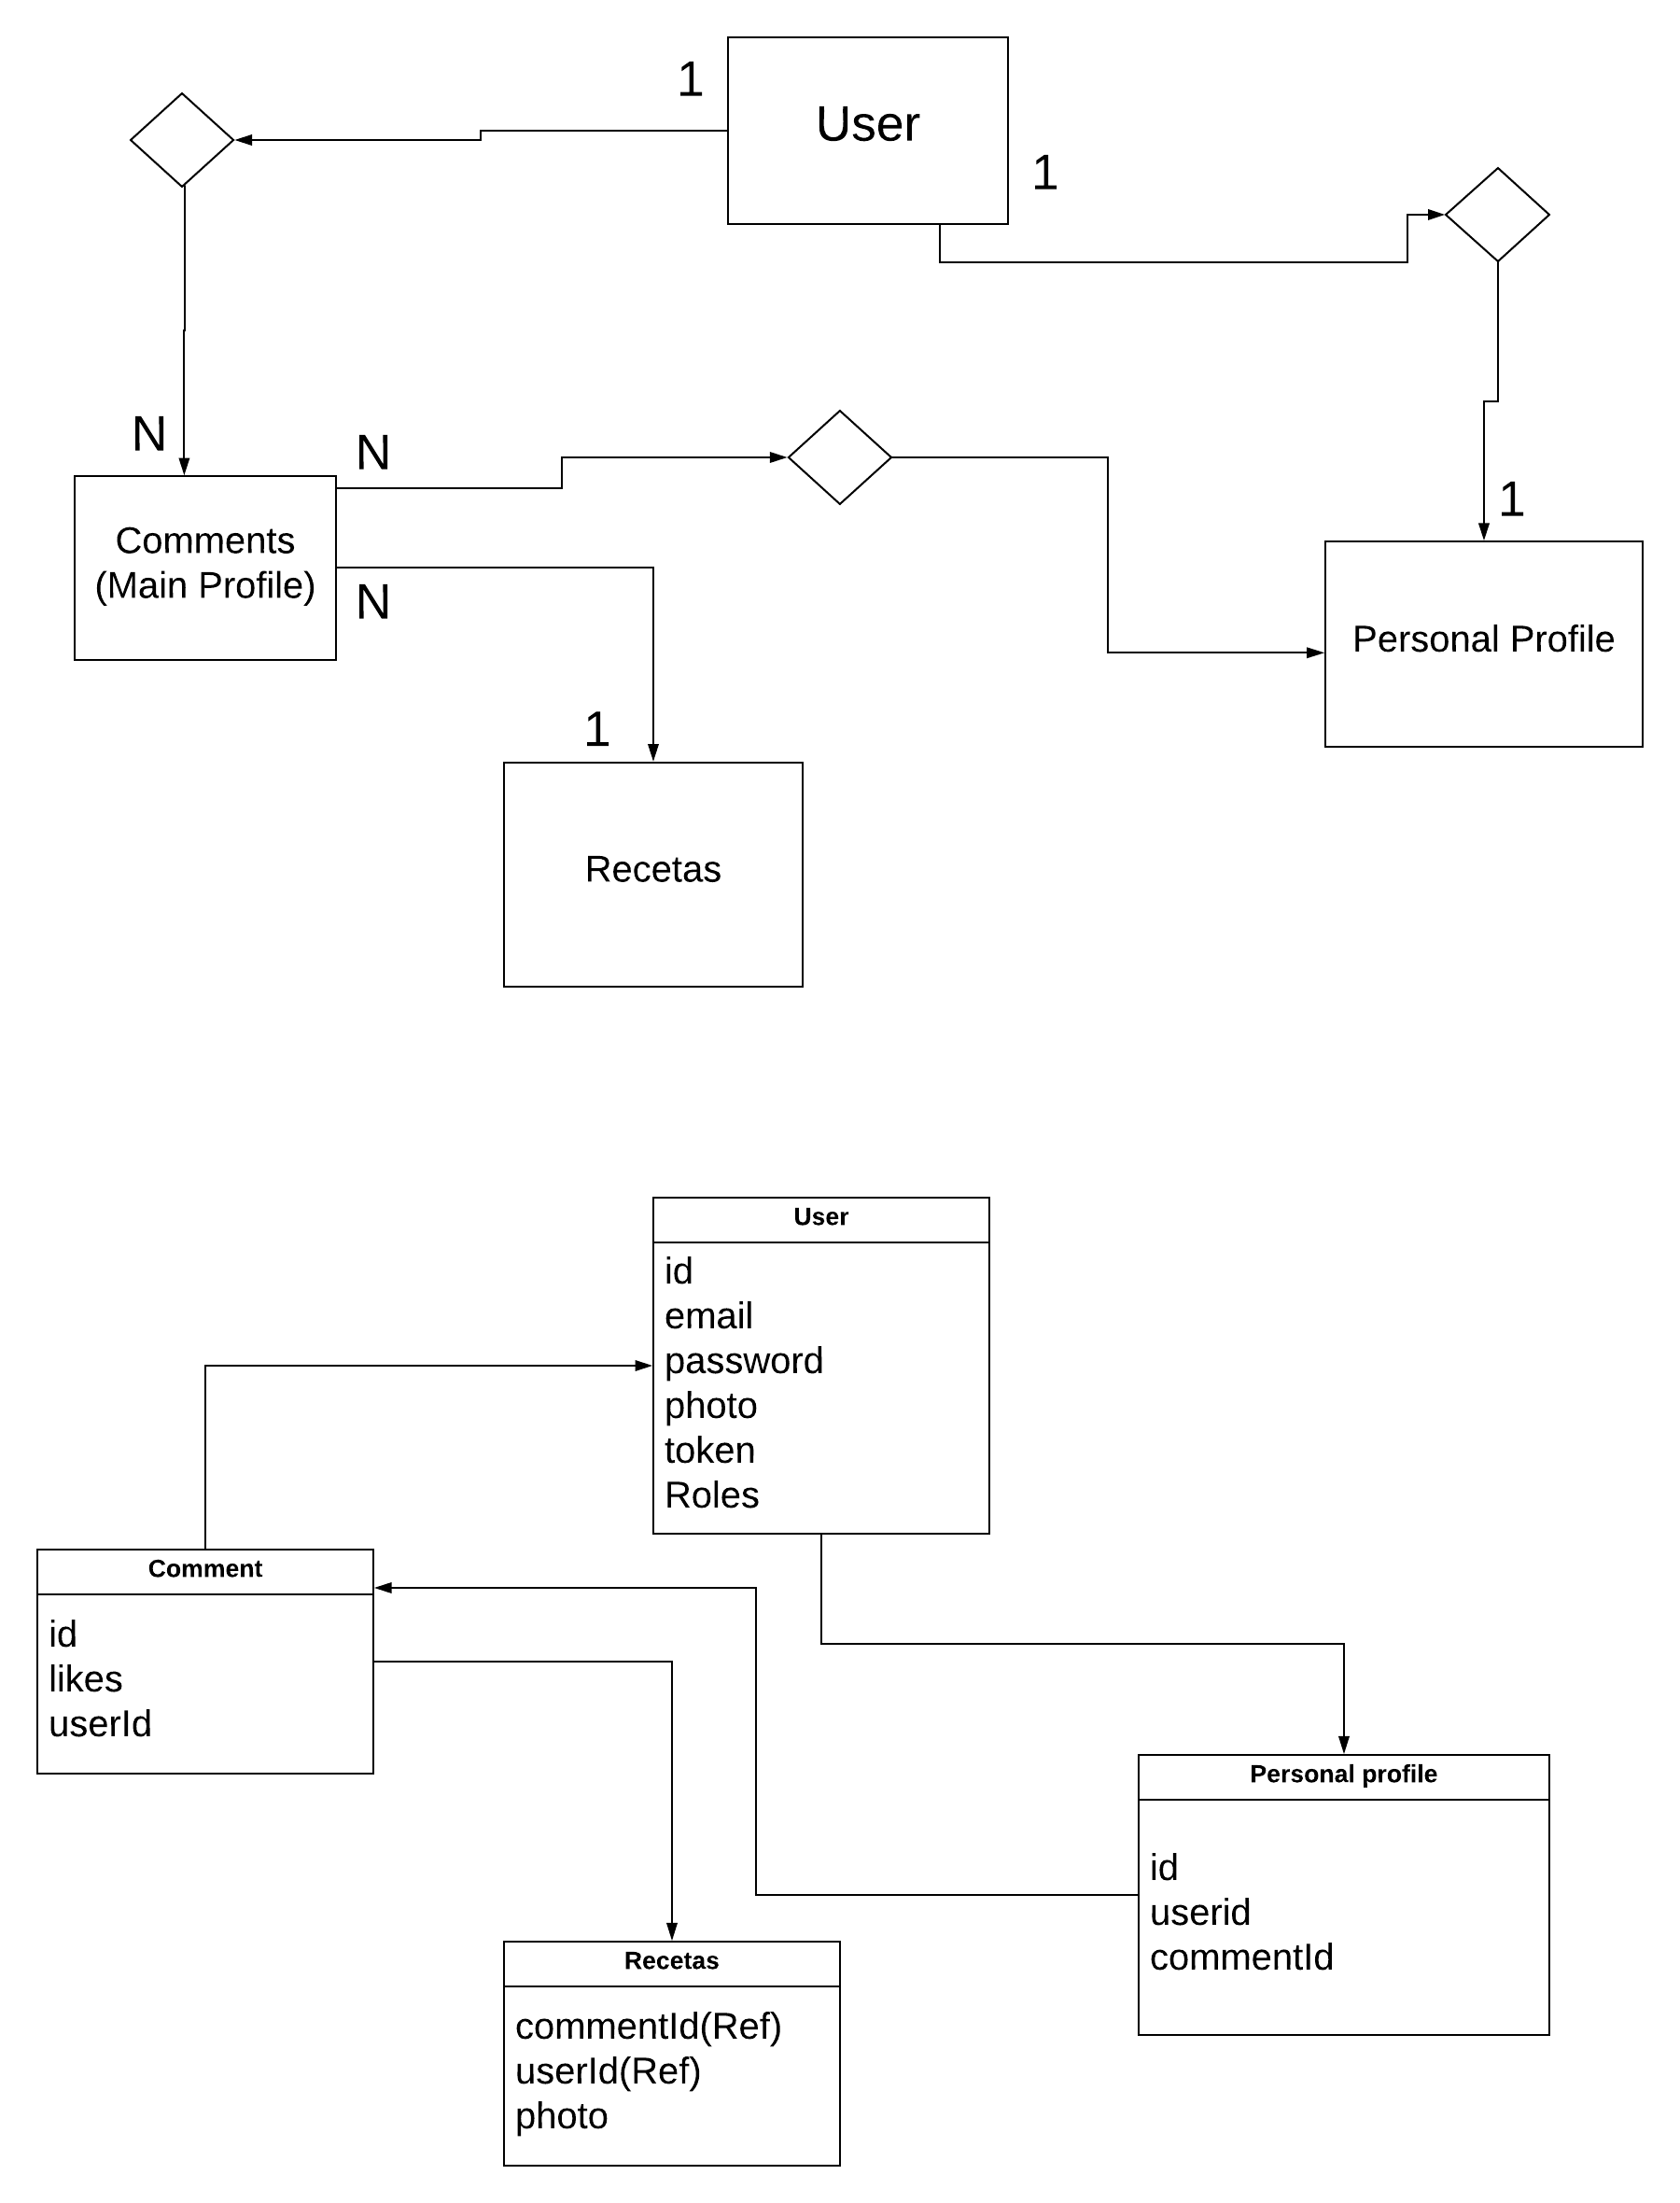 1
User
1
N
N
1
Comments
(Main Profile)
N
Personal Profile
1
Recetas
User
id
email
password
photo
token
Roles
Comment
id
likes
userId
Personal profile
id
userid
commentId
Recetas
commentId(Ref)
userId(Ref)
photo